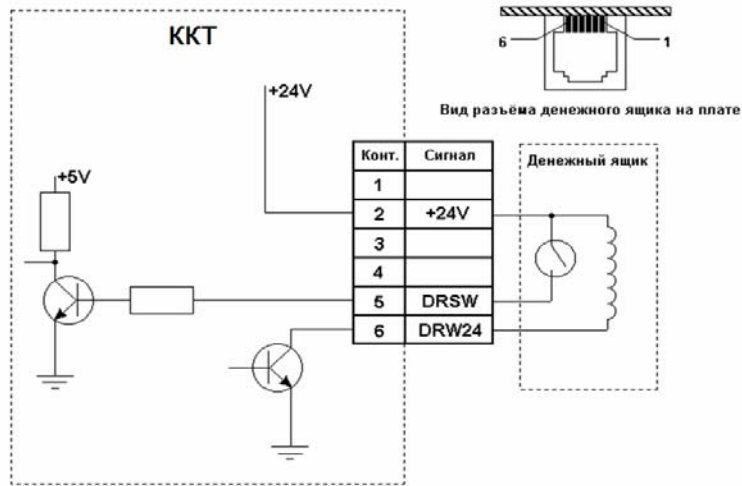 ККТ
6
1
Вид разъёма денежного ящика на плате
+24V
+5V
Конт. Сигнал
1
2 +24V
3
4
5 DRSW
6 DRW24
Денежный ящик